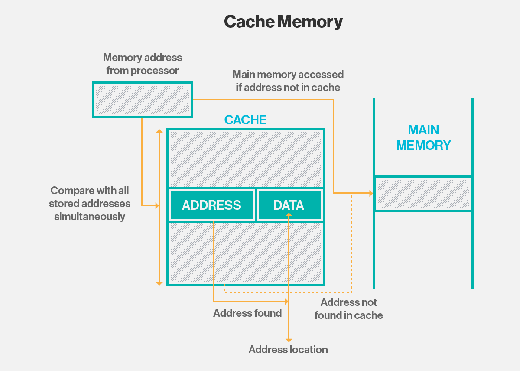 Cache Memory
Memory address
from processor
Main memory accessed
if address not in cache
CACHE
MAIN
MEMORY
Compare with all
stored addresses
simultaneously
ADDRESS
DATA
Address found
Address not
found in cache
Address location